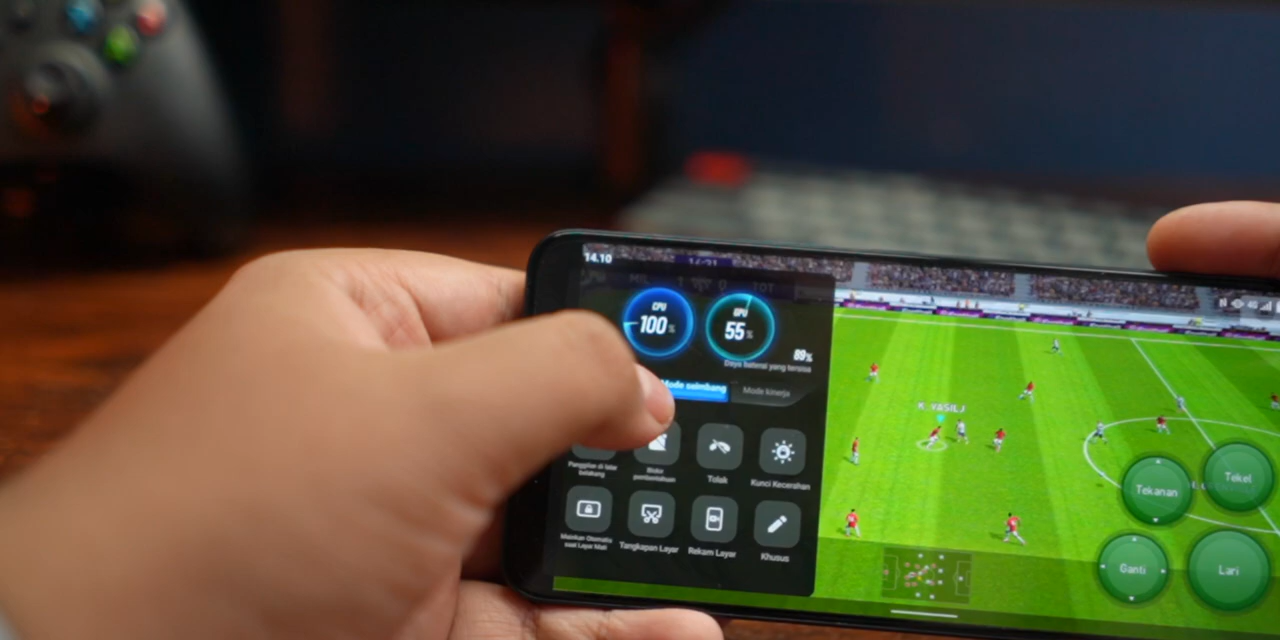 14.10
CPU
100%
GPU
55%
89%
Daya baterai yang tersisa
Mode seimbang
Mode kinerja
Panggilan di latar
belakang
Blokir
pemberitahuan
Tolak
Kunci Kecerahan
Mainkan Otomatis
saat Layar Mati
Tangkapan Layar
Rekam Layar
Khusus
K. VASILJ
4G
Tekanan
Tekel
Ganti
Lari